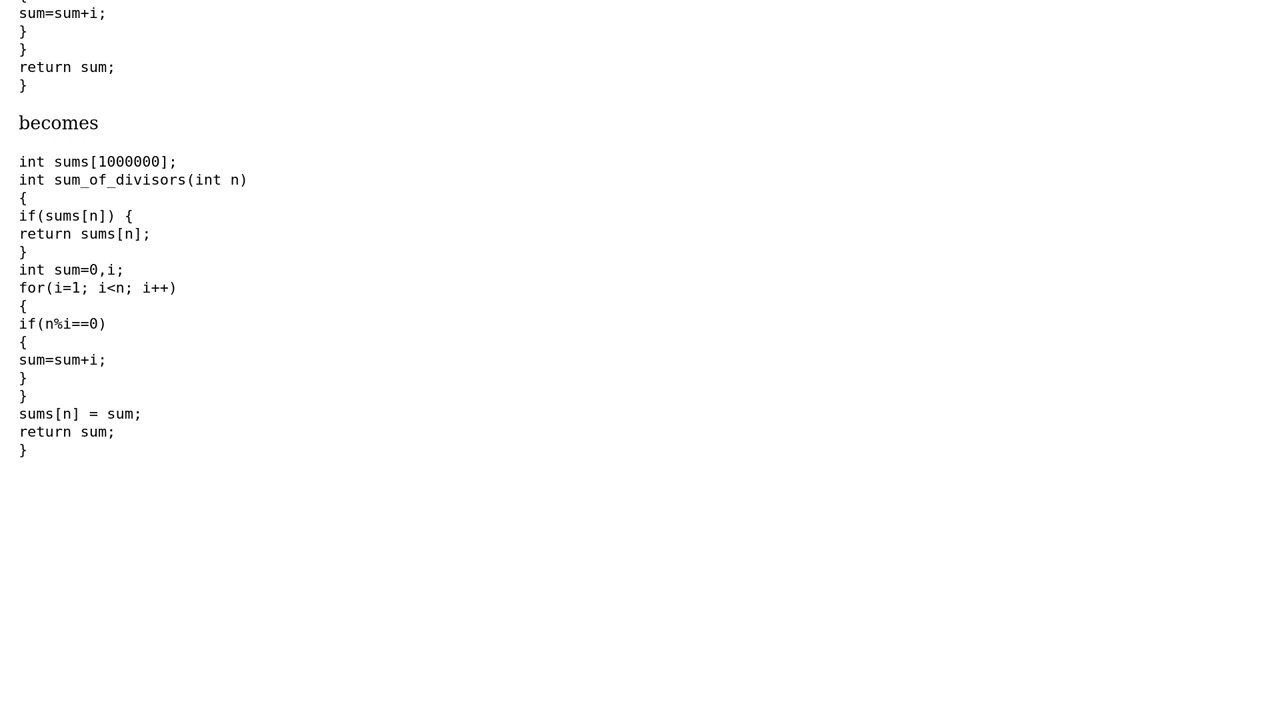 sum=sum+i;
}
}
return sum;
}
becomes
int sums[1000000];
int sum_of_divisors(int n)
{
if(sums[n]) {
return sums[n];
}
int sum=0,i;
for(i=1; i<n; i++)
{
if(n%i==0)
{
sum=sum+i;
}
}
sums[n] = sum;
return sum;
}